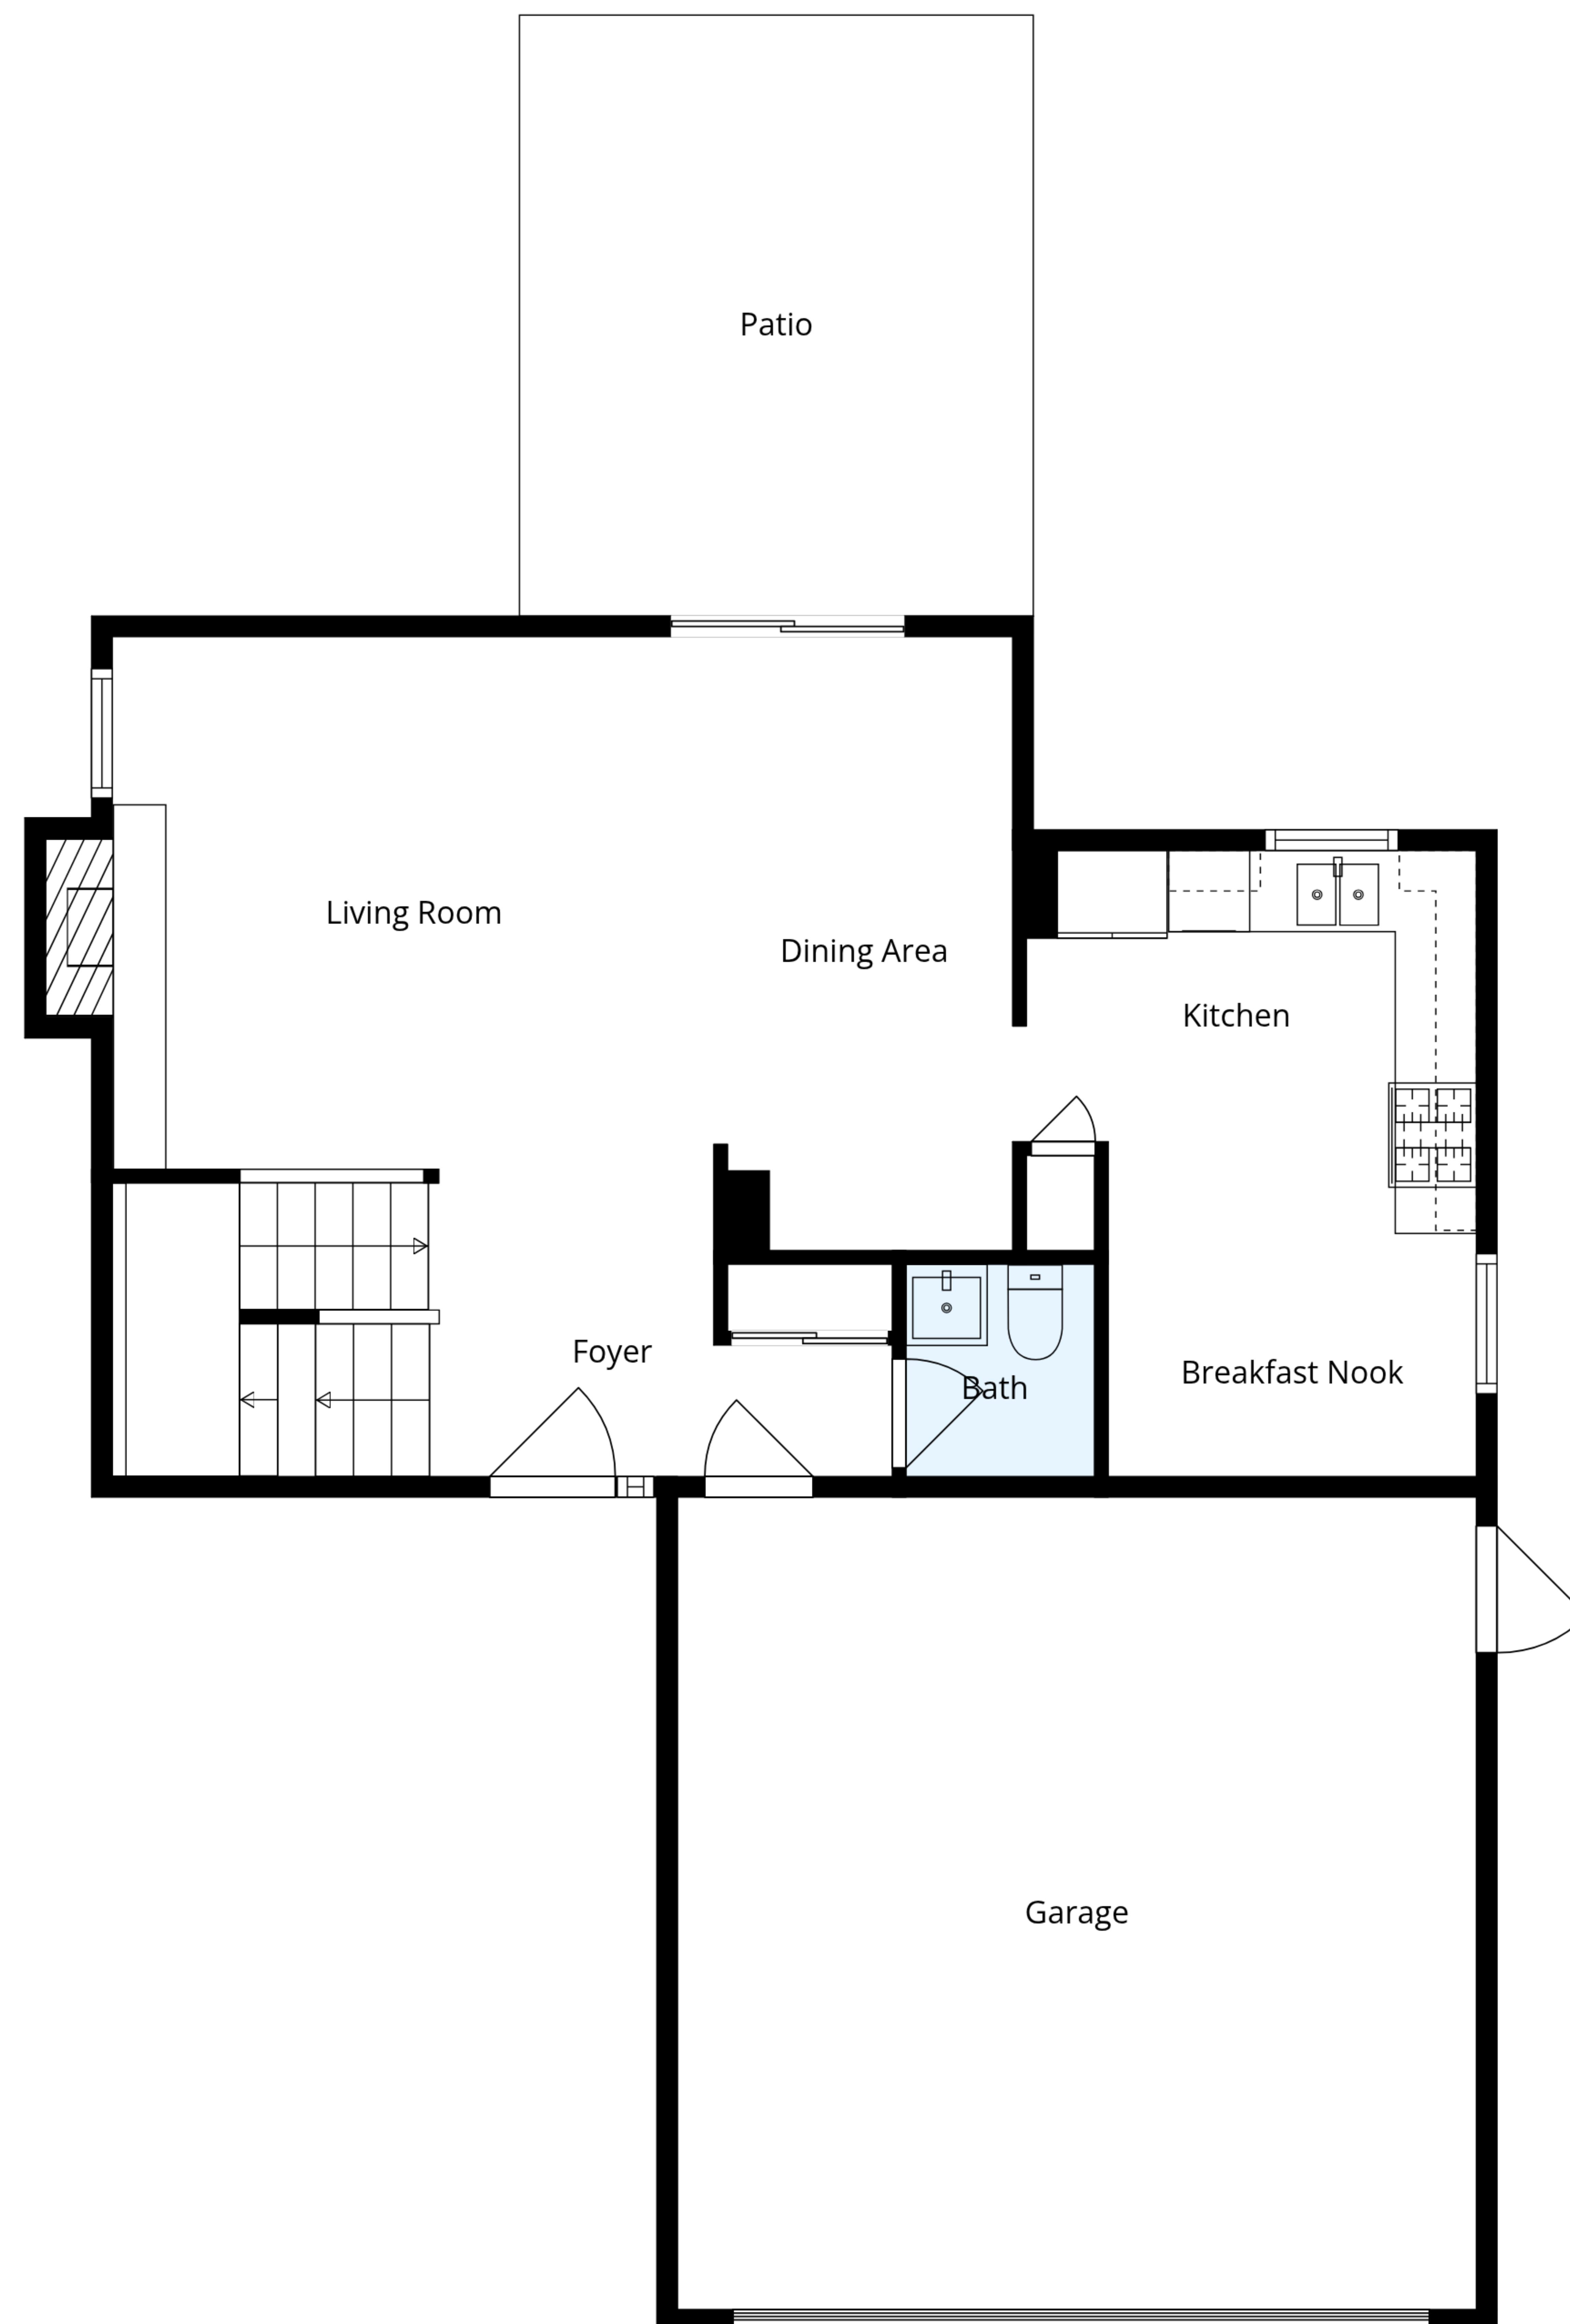 Patio
Living Room
Dining Area
Kitchen
Foyer
Breakfast Nook
Bath
Garage